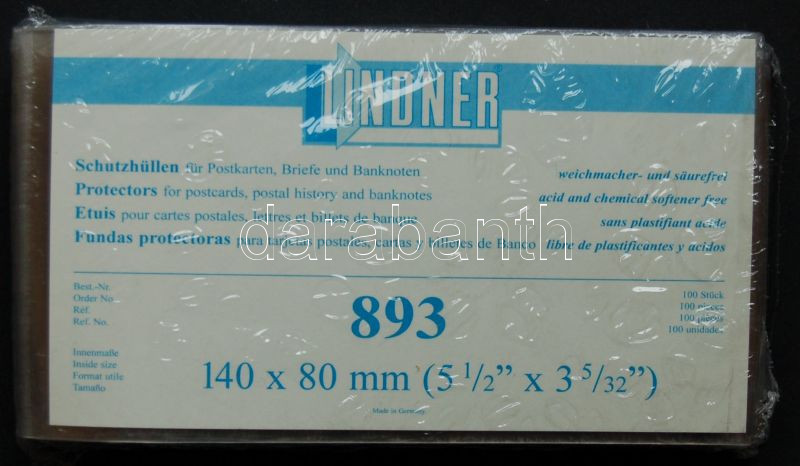 LINDNER®
Schutzhüllen für Postkarten, Briefe und Banknoten
Protectors for postcards, postal history and banknotes
Etuis pour cartes postales, lettres et billets de banque
Fundas protectoras para tarjetas postales, cartas y billetes de Banco
weichmacher- und säurefrei
acid and chemical softener free
sans plastifiant acide
libre de plastificantes y acidos
darabanth
Best.-Nr.
Order No
Réf.
Ref. No.
893
100 Stück
100 pieces
100 pièces
100 unidades
Innenmaße
Inside size
Format utile
Tamaño
140 x 80 mm (5 1/2" x 3 5/32")
Made in Germany